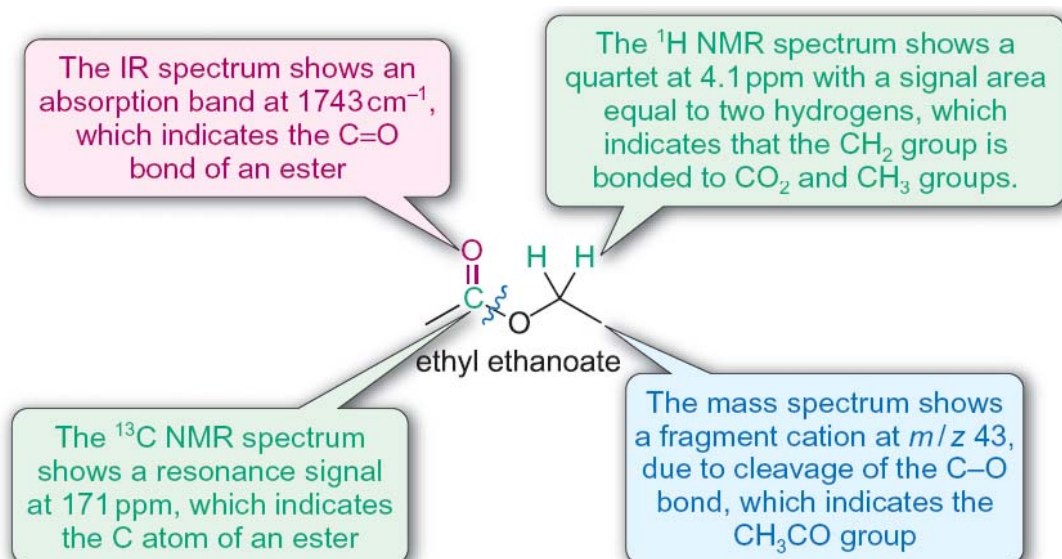 The IR spectrum shows an
absorption band at 1743 cm⁻¹,
which indicates the C=O
bond of an ester
The ¹H NMR spectrum shows a
quartet at 4.1 ppm with a signal area
equal to two hydrogens, which
indicates that the CH₂ group is
bonded to CO₂ and CH₃ groups.
O
H H
C
O
ethyl ethanoate
The ¹³C NMR spectrum
shows a resonance signal
at 171 ppm, which indicates
the C atom of an ester
The mass spectrum shows
a fragment cation at m/z 43,
due to cleavage of the C–O
bond, which indicates the
CH₃CO group